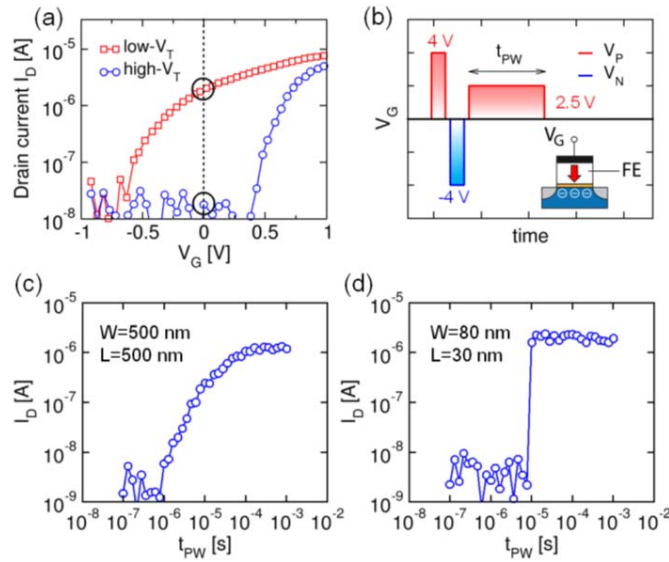 (a)
10^-5
10^-6
10^-7
10^-8
Drain current I_D [A]
low-V_T
high-V_T
-1 -0.5 0 0.5 1
V_G [V]
(b)
4 V
t_PW
V_P
V_N
2.5 V
V_G
V_G
FE
-4 V
time
(c)
10^-5
10^-6
10^-7
10^-8
10^-9
I_D [A]
W=500 nm
L=500 nm
10^-8 10^-7 10^-6 10^-5 10^-4 10^-3 10^-2
t_PW [s]
(d)
10^-5
10^-6
10^-7
10^-8
10^-9
I_D [A]
W=80 nm
L=30 nm
10^-8 10^-7 10^-6 10^-5 10^-4 10^-3 10^-2
t_PW [s]